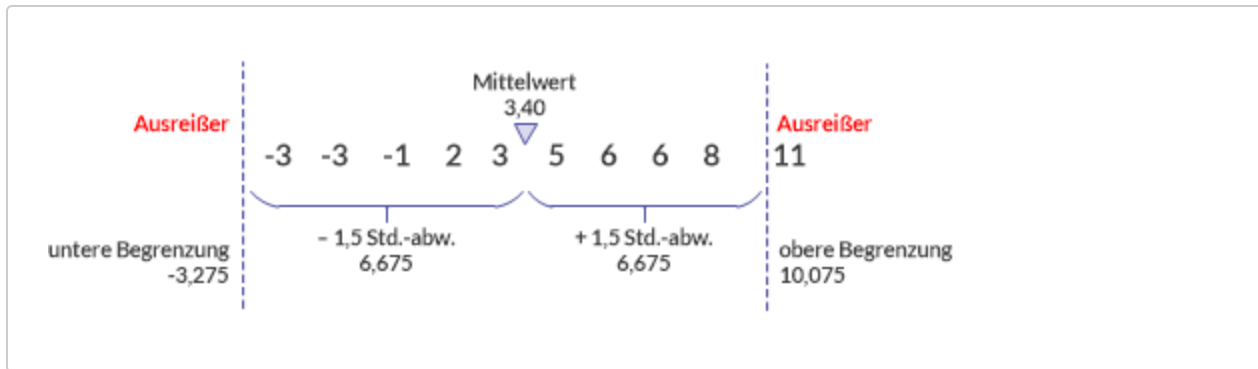 Mittelwert
3,40
Ausreißer
Ausreißer
-3 -3 -1 2 3 5 6 6 8 11
– 1,5 Std.-abw.
6,675
+ 1,5 Std.-abw.
6,675
untere Begrenzung
-3,275
obere Begrenzung
10,075